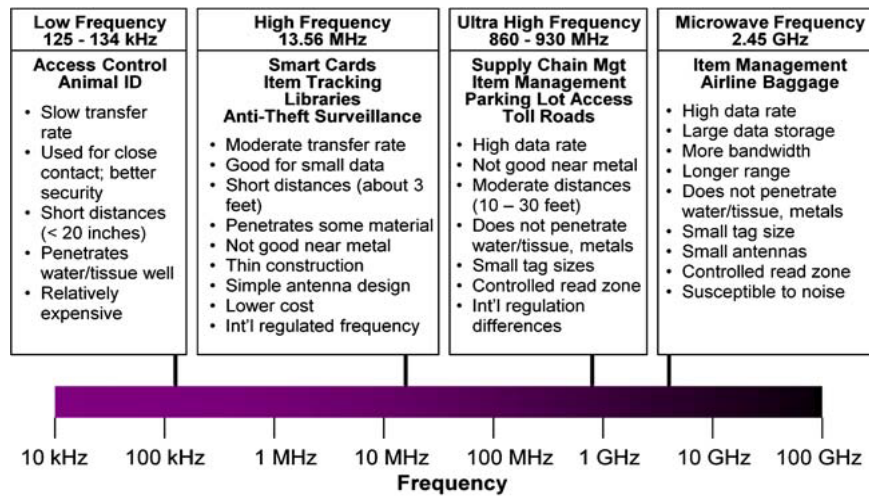 Low Frequency
125 - 134 kHz
Access Control
Animal ID
• Slow transfer
rate
• Used for close
contact; better
security
• Short distances
(< 20 inches)
• Penetrates
water/tissue well
• Relatively
expensive
High Frequency
13.56 MHz
Smart Cards
Item Tracking
Libraries
Anti-Theft Surveillance
• Moderate transfer rate
• Good for small data
• Short distances (about 3
feet)
• Penetrates some material
• Not good near metal
• Thin construction
• Simple antenna design
• Lower cost
• Int'l regulated frequency
Ultra High Frequency
860 - 930 MHz
Supply Chain Mgt
Item Management
Parking Lot Access
Toll Roads
• High data rate
• Not good near metal
• Moderate distances
(10 – 30 feet)
• Does not penetrate
water/tissue, metals
• Small tag sizes
• Controlled read zone
• Int'l regulation
differences
Microwave Frequency
2.45 GHz
Item Management
Airline Baggage
• High data rate
• Large data storage
• More bandwidth
• Longer range
• Does not penetrate
water/tissue, metals
• Small tag size
• Small antennas
• Controlled read zone
• Susceptible to noise
10 kHz 100 kHz 1 MHz 10 MHz 100 MHz 1 GHz 10 GHz 100 GHz
Frequency